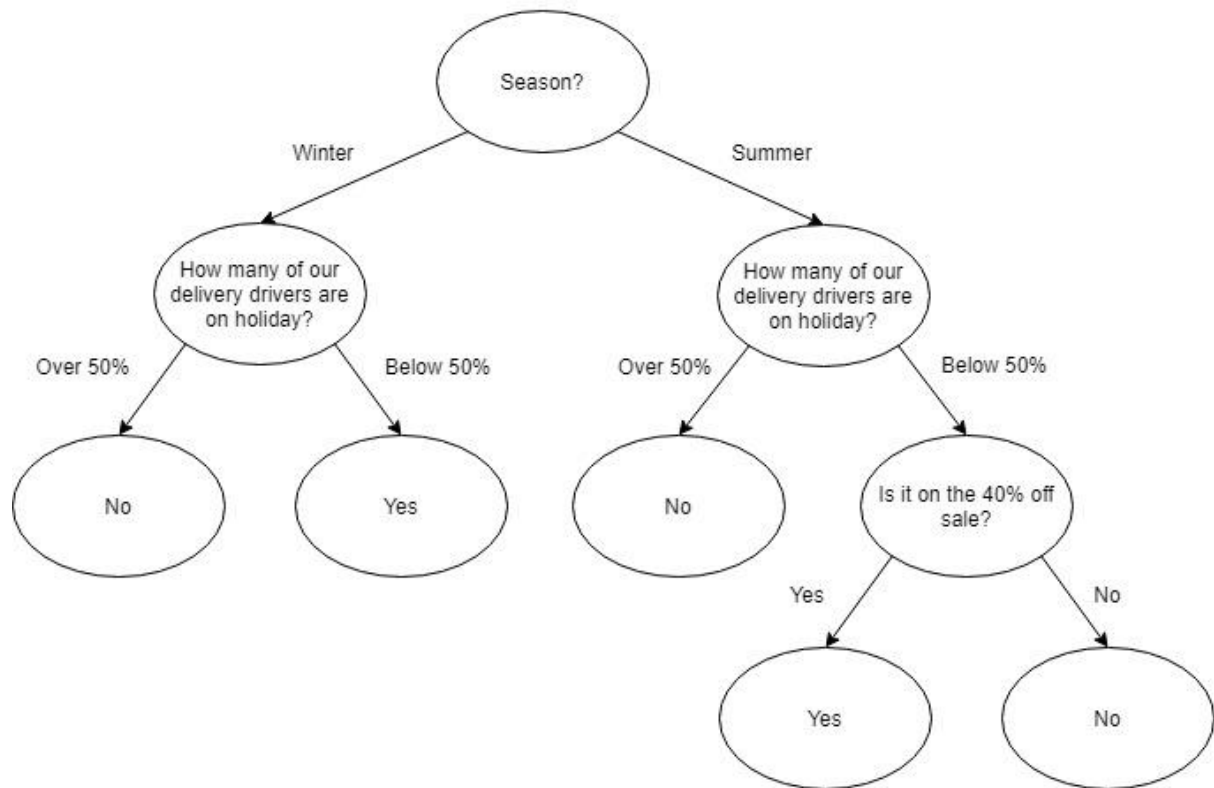 Season?
Winter
Summer
How many of our
delivery drivers are
on holiday?
How many of our
delivery drivers are
on holiday?
Over 50%
Below 50%
Over 50%
Below 50%
No
Yes
No
Is it on the 40% off
sale?
Yes
No
Yes
No